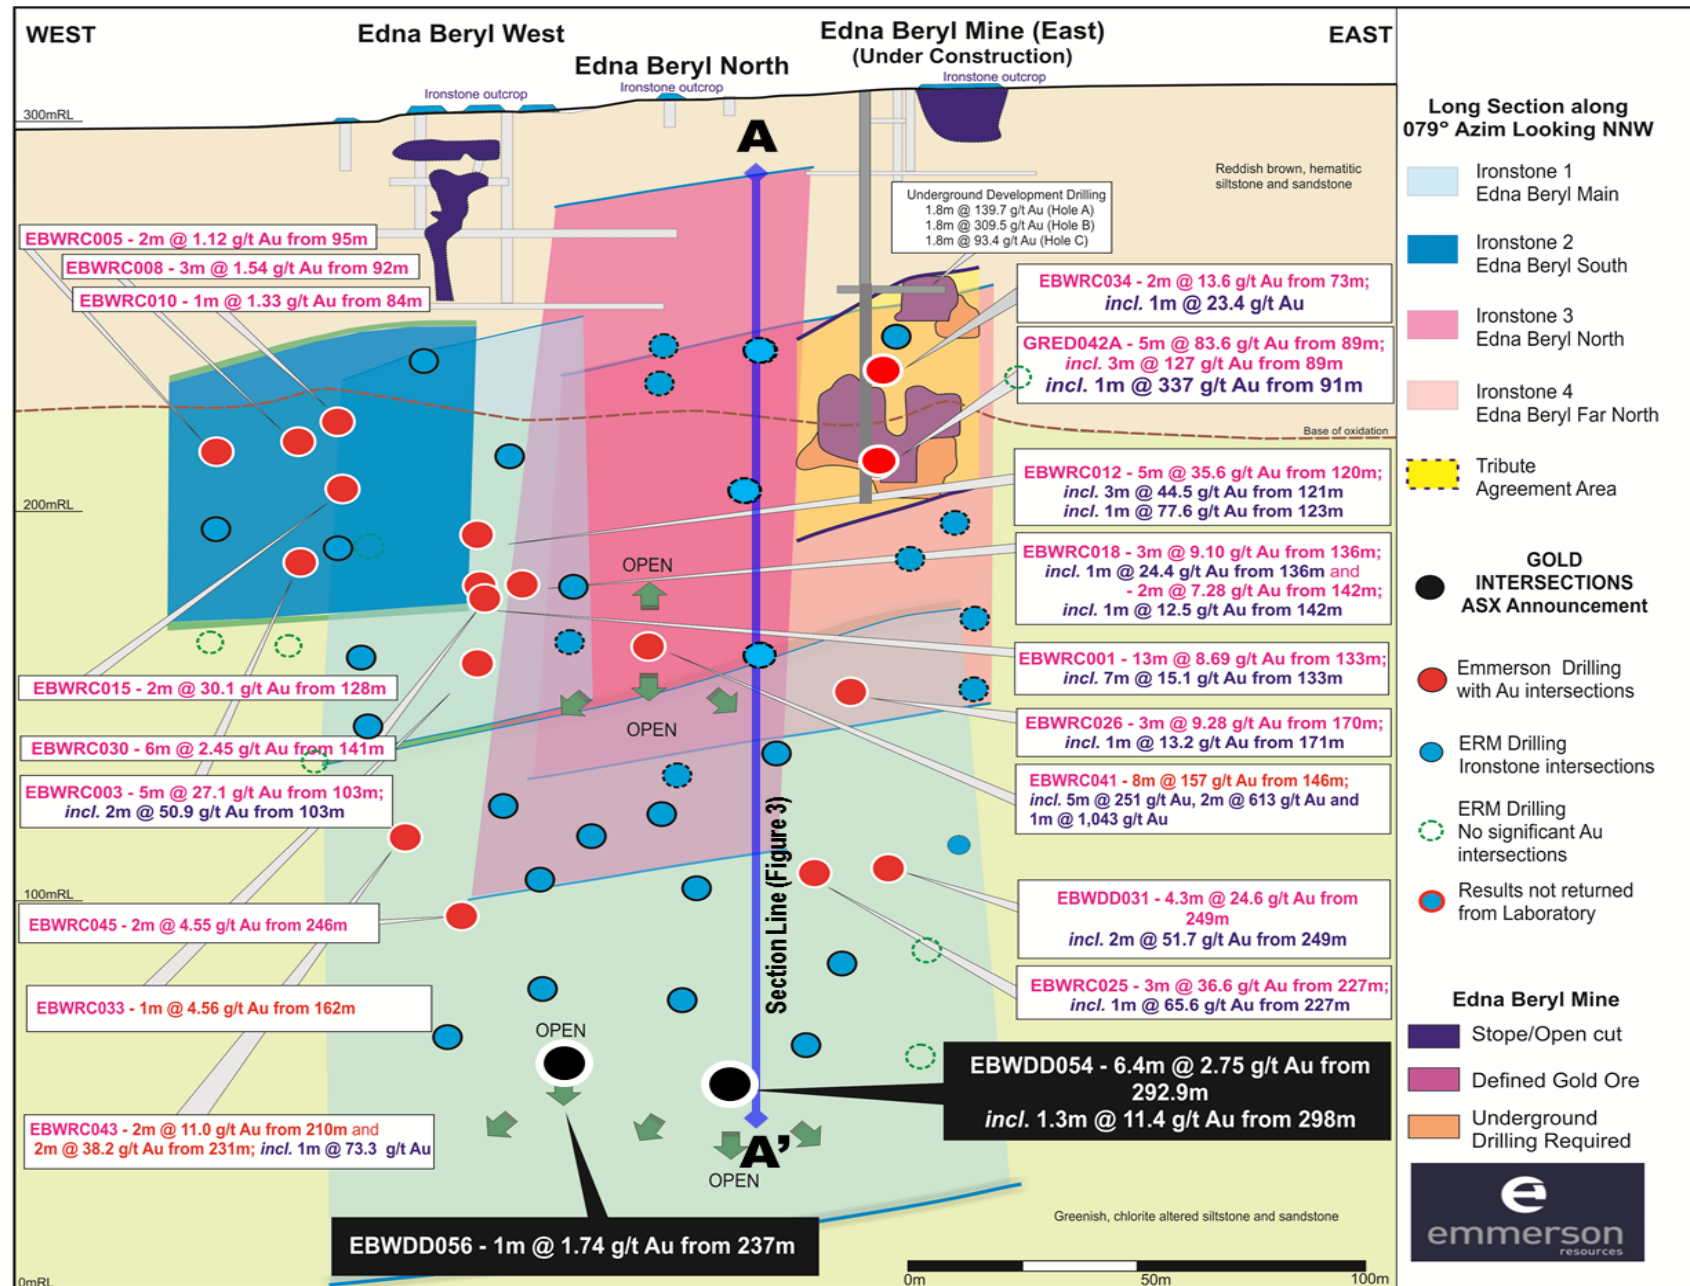 WEST
Edna Beryl West
Edna Beryl North
Edna Beryl Mine (East)
(Under Construction)
EAST
Ironstone outcrop
Ironstone outcrop
Ironstone outcrop
300mRL
A
Reddish brown, hematitic
siltstone and sandstone
Underground Development Drilling
1.8m @ 139.7 g/t Au (Hole A)
1.8m @ 309.5 g/t Au (Hole B)
1.8m @ 93.4 g/t Au (Hole C)
EBWRC005 - 2m @ 1.12 g/t Au from 95m
EBWRC008 - 3m @ 1.54 g/t Au from 92m
EBWRC010 - 1m @ 1.33 g/t Au from 84m
EBWRC034 - 2m @ 13.6 g/t Au from 73m;
incl. 1m @ 23.4 g/t Au
GRED042A - 5m @ 83.6 g/t Au from 89m;
incl. 3m @ 127 g/t Au from 89m
incl. 1m @ 337 g/t Au from 91m
Base of oxidation
EBWRC012 - 5m @ 35.6 g/t Au from 120m;
incl. 3m @ 44.5 g/t Au from 121m
incl. 1m @ 77.6 g/t Au from 123m
200mRL
EBWRC018 - 3m @ 9.10 g/t Au from 136m;
incl. 1m @ 24.4 g/t Au from 136m and
- 2m @ 7.28 g/t Au from 142m;
incl. 1m @ 12.5 g/t Au from 142m
OPEN
EBWRC001 - 13m @ 8.69 g/t Au from 133m;
incl. 7m @ 15.1 g/t Au from 133m
EBWRC015 - 2m @ 30.1 g/t Au from 128m
OPEN
EBWRC026 - 3m @ 9.28 g/t Au from 170m;
incl. 1m @ 13.2 g/t Au from 171m
EBWRC030 - 6m @ 2.45 g/t Au from 141m
EBWRC003 - 5m @ 27.1 g/t Au from 103m;
incl. 2m @ 50.9 g/t Au from 103m
EBWRC041 - 8m @ 157 g/t Au from 146m;
incl. 5m @ 251 g/t Au, 2m @ 613 g/t Au and
1m @ 1,043 g/t Au
Section Line (Figure 3)
100mRL
EBWRC045 - 2m @ 4.55 g/t Au from 246m
EBWDD031 - 4.3m @ 24.6 g/t Au from
249m
incl. 2m @ 51.7 g/t Au from 249m
EBWRC025 - 3m @ 36.6 g/t Au from 227m;
incl. 1m @ 65.6 g/t Au from 227m
EBWRC033 - 1m @ 4.56 g/t Au from 162m
OPEN
EBWDD054 - 6.4m @ 2.75 g/t Au from
292.9m
incl. 1.3m @ 11.4 g/t Au from 298m
EBWRC043 - 2m @ 11.0 g/t Au from 210m and
2m @ 38.2 g/t Au from 231m; incl. 1m @ 73.3 g/t Au
A'
OPEN
Greenish, chlorite altered siltstone and sandstone
EBWDD056 - 1m @ 1.74 g/t Au from 237m
0mRL
0m
50m
100m
Long Section along
079° Azim Looking NNW
Ironstone 1
Edna Beryl Main
Ironstone 2
Edna Beryl South
Ironstone 3
Edna Beryl North
Ironstone 4
Edna Beryl Far North
Tribute
Agreement Area
GOLD
INTERSECTIONS
ASX Announcement
Emmerson Drilling
with Au intersections
ERM Drilling
Ironstone intersections
ERM Drilling
No significant Au
intersections
Results not returned
from Laboratory
Edna Beryl Mine
Stope/Open cut
Defined Gold Ore
Underground
Drilling Required
emmerson
resources